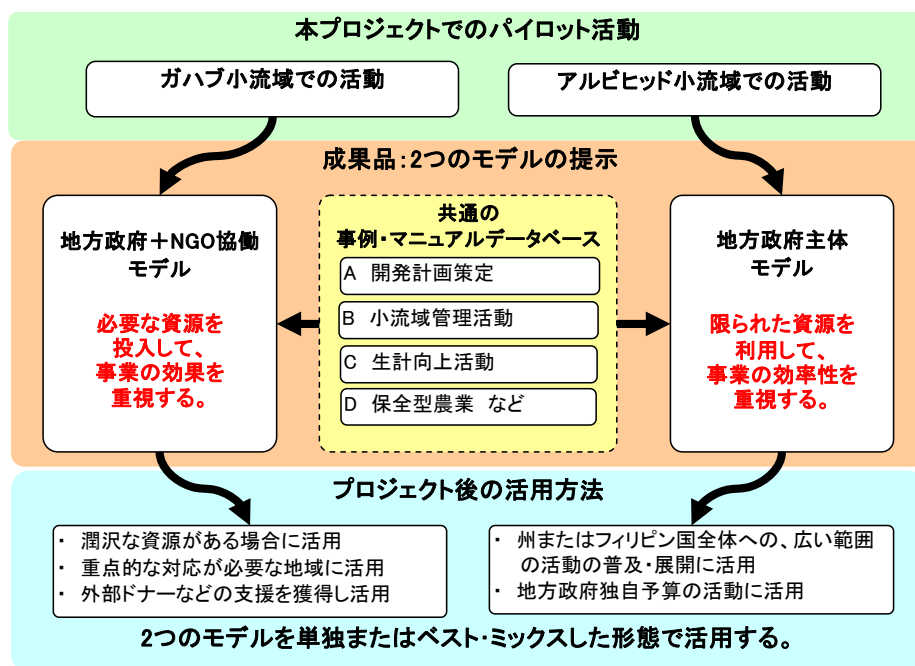 本プロジェクトでのパイロット活動
ガハブ小流域での活動
アルビヒッド小流域での活動
成果品：2つのモデルの提示
地方政府＋NGO協働
モデル
必要な資源を
投入して、
事業の効果を
重視する。
共通の
事例・マニュアルデータベース
A 開発計画策定
B 小流域管理活動
C 生計向上活動
D 保全型農業 など
地方政府主体
モデル
限られた資源を
利用して、
事業の効率性を
重視する。
プロジェクト後の活用方法
・ 潤沢な資源がある場合に活用
・ 重点的な対応が必要な地域に活用
・ 外部ドナーなどの支援を獲得し活用
・ 州またはフィリピン国全体への、広い範囲
の活動の普及・展開に活用
・ 地方政府独自予算の活動に活用
2つのモデルを単独またはベスト・ミックスした形態で活用する。